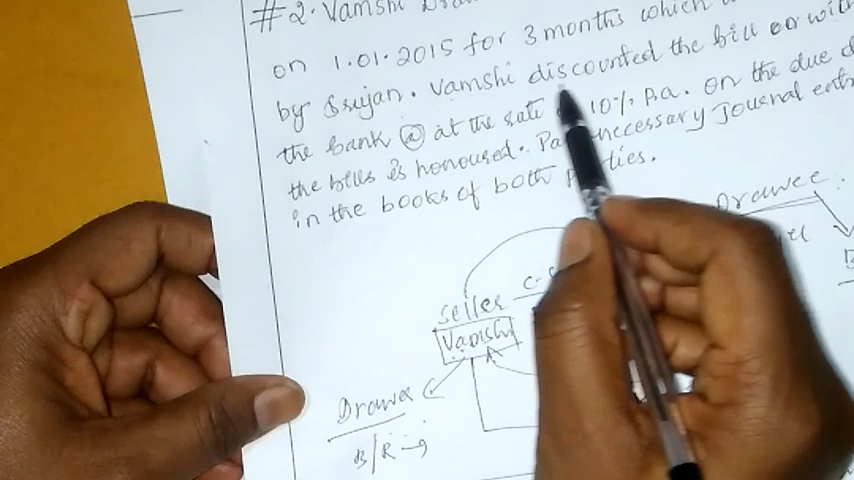 #2. Vamshi
on 1.01.2015 for 3 months which
by Srujan. Vamshi discounted the bill with
the bank @ at the rate 10% P.a. on the due
the bills is honoured. necessary Journal
in the books of both parties.
Drawee
seller
Vamshi
Drawer
B/R →